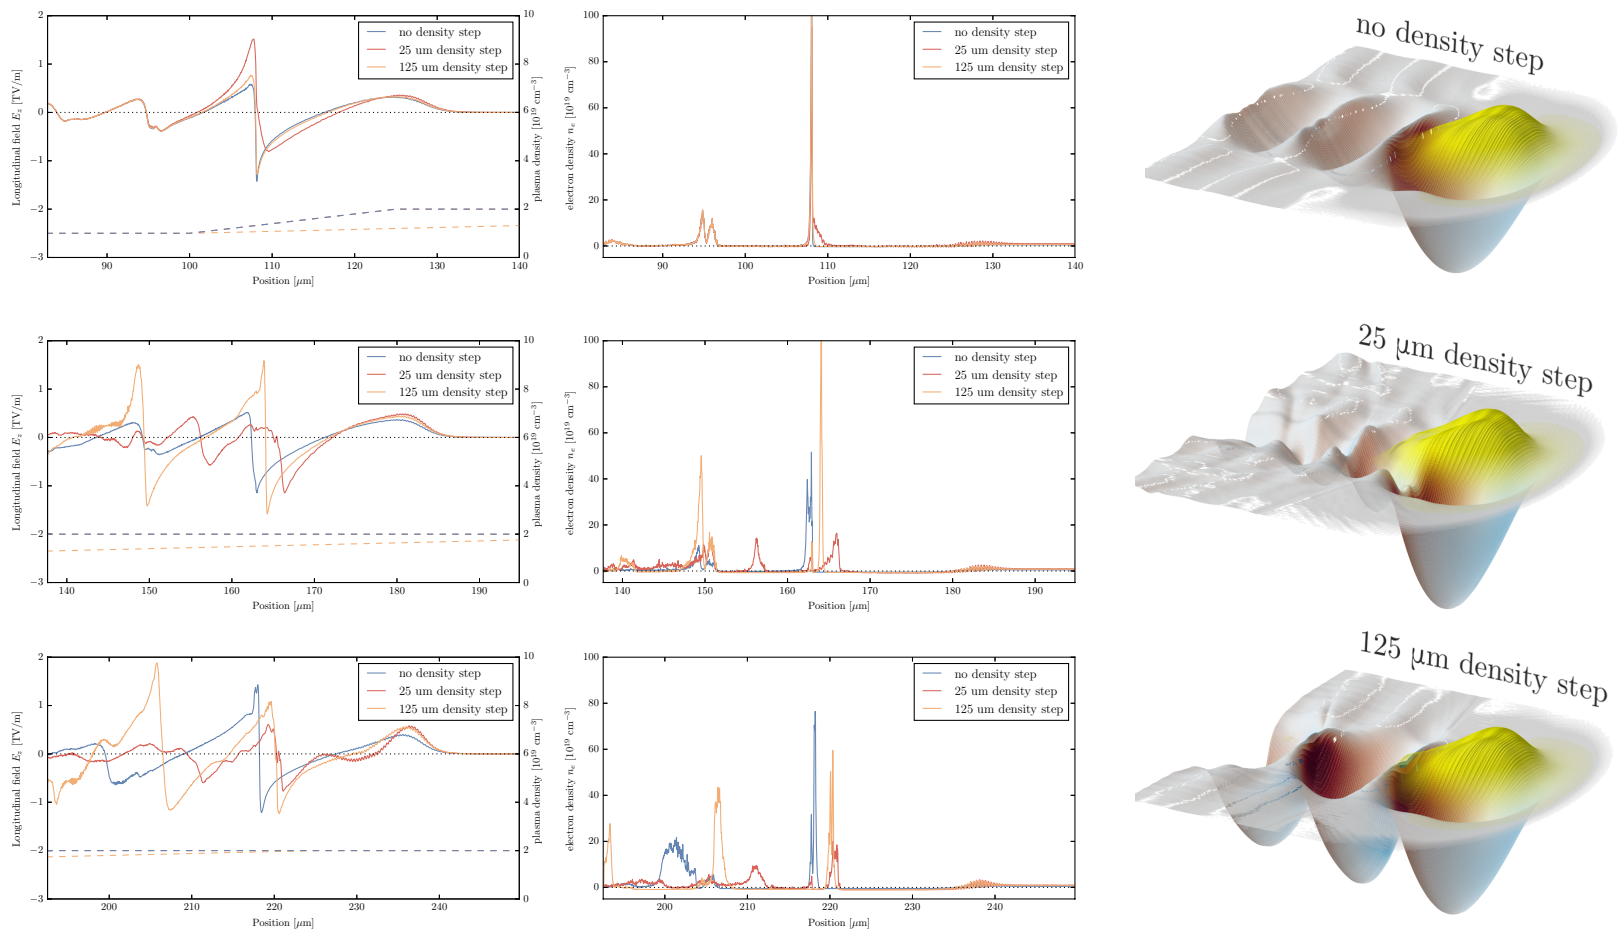 2
1
0
−1
−2
−3
Longitudinal field E_z [TV/m]
90 100 110 120 130 140
Position [μm]
10
8
6
4
2
0
plasma density [10^19 cm^−3]
no density step
25 um density step
125 um density step
100
80
60
40
20
0
electron density n_e [10^19 cm^−3]
90 100 110 120 130 140
Position [μm]
no density step
25 um density step
125 um density step
no density step
2
1
0
−1
−2
−3
Longitudinal field E_z [TV/m]
140 150 160 170 180 190
Position [μm]
10
8
6
4
2
0
plasma density [10^19 cm^−3]
no density step
25 um density step
125 um density step
100
80
60
40
20
0
electron density n_e [10^19 cm^−3]
140 150 160 170 180 190
Position [μm]
no density step
25 um density step
125 um density step
25 μm density step
2
1
0
−1
−2
−3
Longitudinal field E_z [TV/m]
200 210 220 230 240
Position [μm]
10
8
6
4
2
0
plasma density [10^19 cm^−3]
no density step
25 um density step
125 um density step
100
80
60
40
20
0
electron density n_e [10^19 cm^−3]
200 210 220 230 240
Position [μm]
no density step
25 um density step
125 um density step
125 μm density step